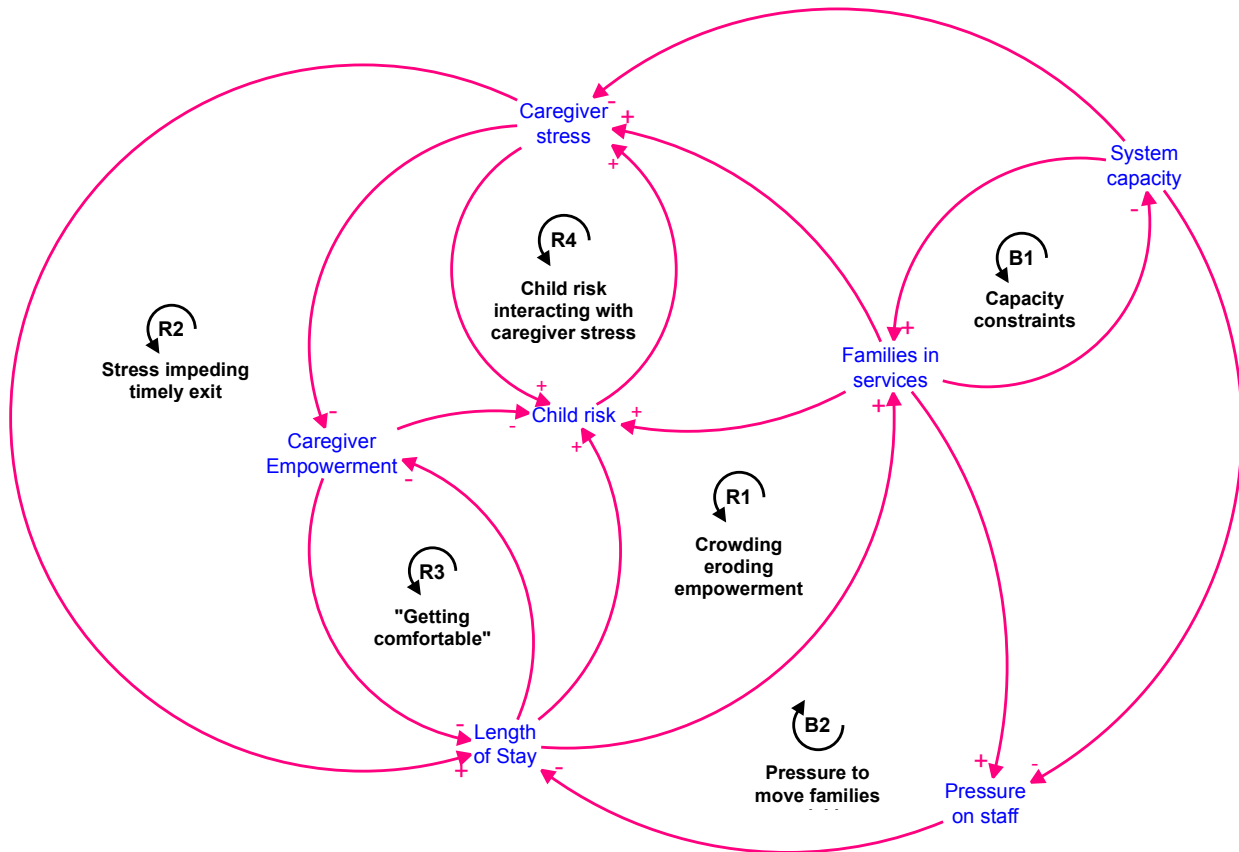 Caregiver
stress
-
+
+
System
capacity
-
R4
Child risk
interacting with
caregiver stress
B1
Capacity
constraints
R2
Stress impeding
timely exit
+
Families in
services
+
-
Caregiver
Empowerment
-
+
-
Child risk
+
+
R1
Crowding
eroding
empowerment
R3
"Getting
comfortable"
-
Length
of Stay
+
-
B2
Pressure to
move families
+
-
Pressure
on staff